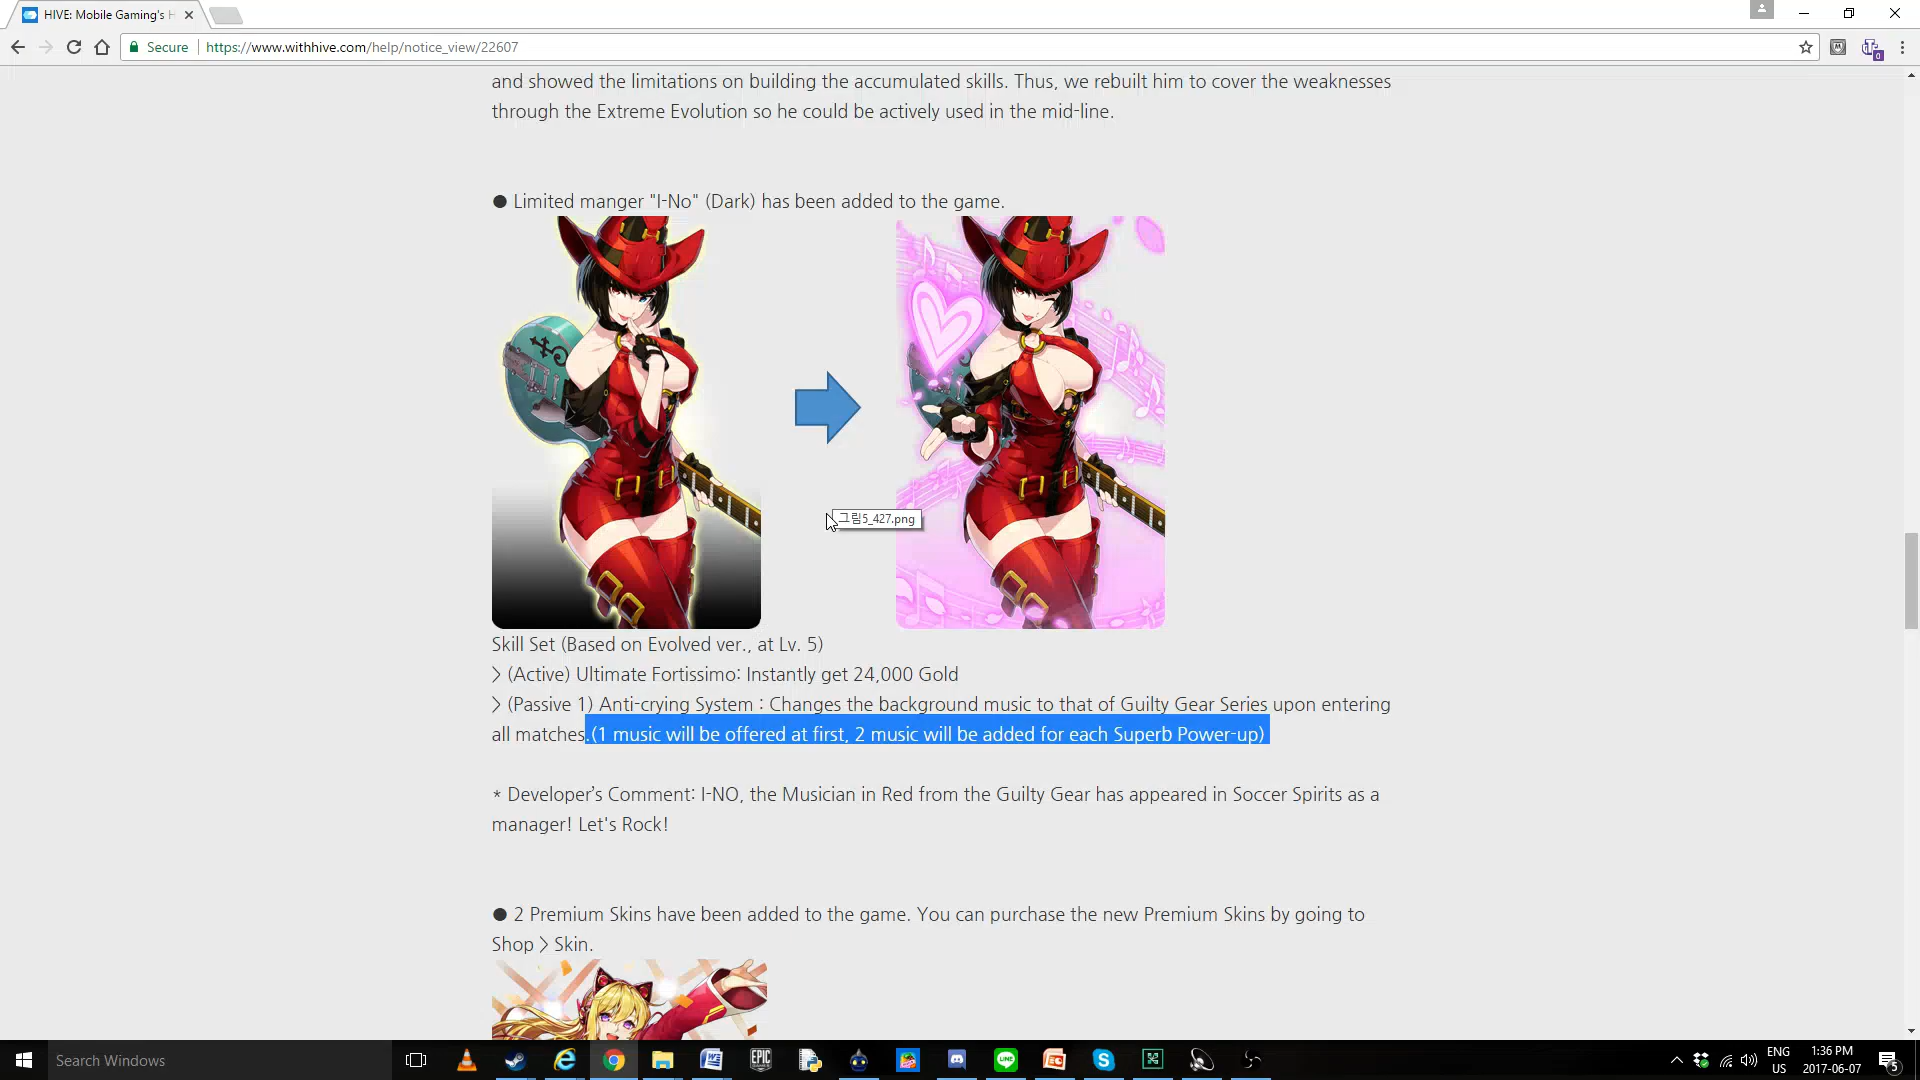 HIVE: Mobile Gaming's H
Secure
https://www.withhive.com/help/notice_view/22607
and showed the limitations on building the accumulated skills. Thus, we rebuilt him to cover the weaknesses
through the Extreme Evolution so he could be actively used in the mid-line.
● Limited manger "I-No" (Dark) has been added to the game.
그림5_427.png
Skill Set (Based on Evolved ver., at Lv. 5)
> (Active) Ultimate Fortissimo: Instantly get 24,000 Gold
> (Passive 1) Anti-crying System : Changes the background music to that of Guilty Gear Series upon entering
all matches.(1 music will be offered at first, 2 music will be added for each Superb Power-up)
* Developer’s Comment: I-NO, the Musician in Red from the Guilty Gear has appeared in Soccer Spirits as a
manager! Let's Rock!
● 2 Premium Skins have been added to the game. You can purchase the new Premium Skins by going to
Shop > Skin.
Search Windows
EPIC
LINE
ENG
US
1:36 PM
2017-06-07
5